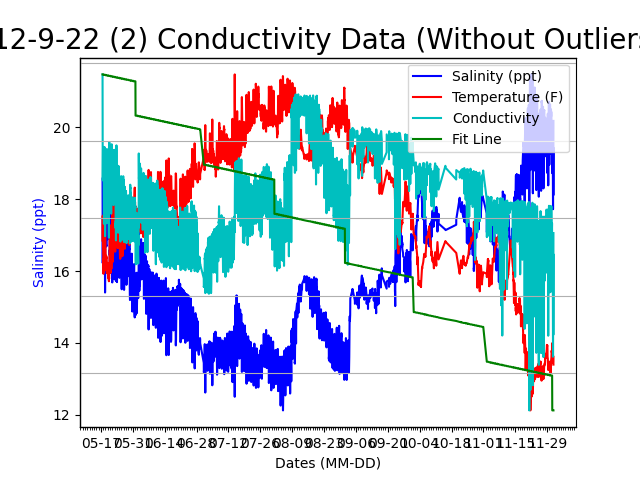 12-9-22 (2) Conductivity Data (Without Outliers
Salinity (ppt)
Temperature (F)
Conductivity
Fit Line
Salinity (ppt)
20
18
16
14
12
05-17 05-31 06-14 06-28 07-12 07-26 08-09 08-23 09-06 09-20 10-04 10-18 11-01 11-15 11-29
Dates (MM-DD)